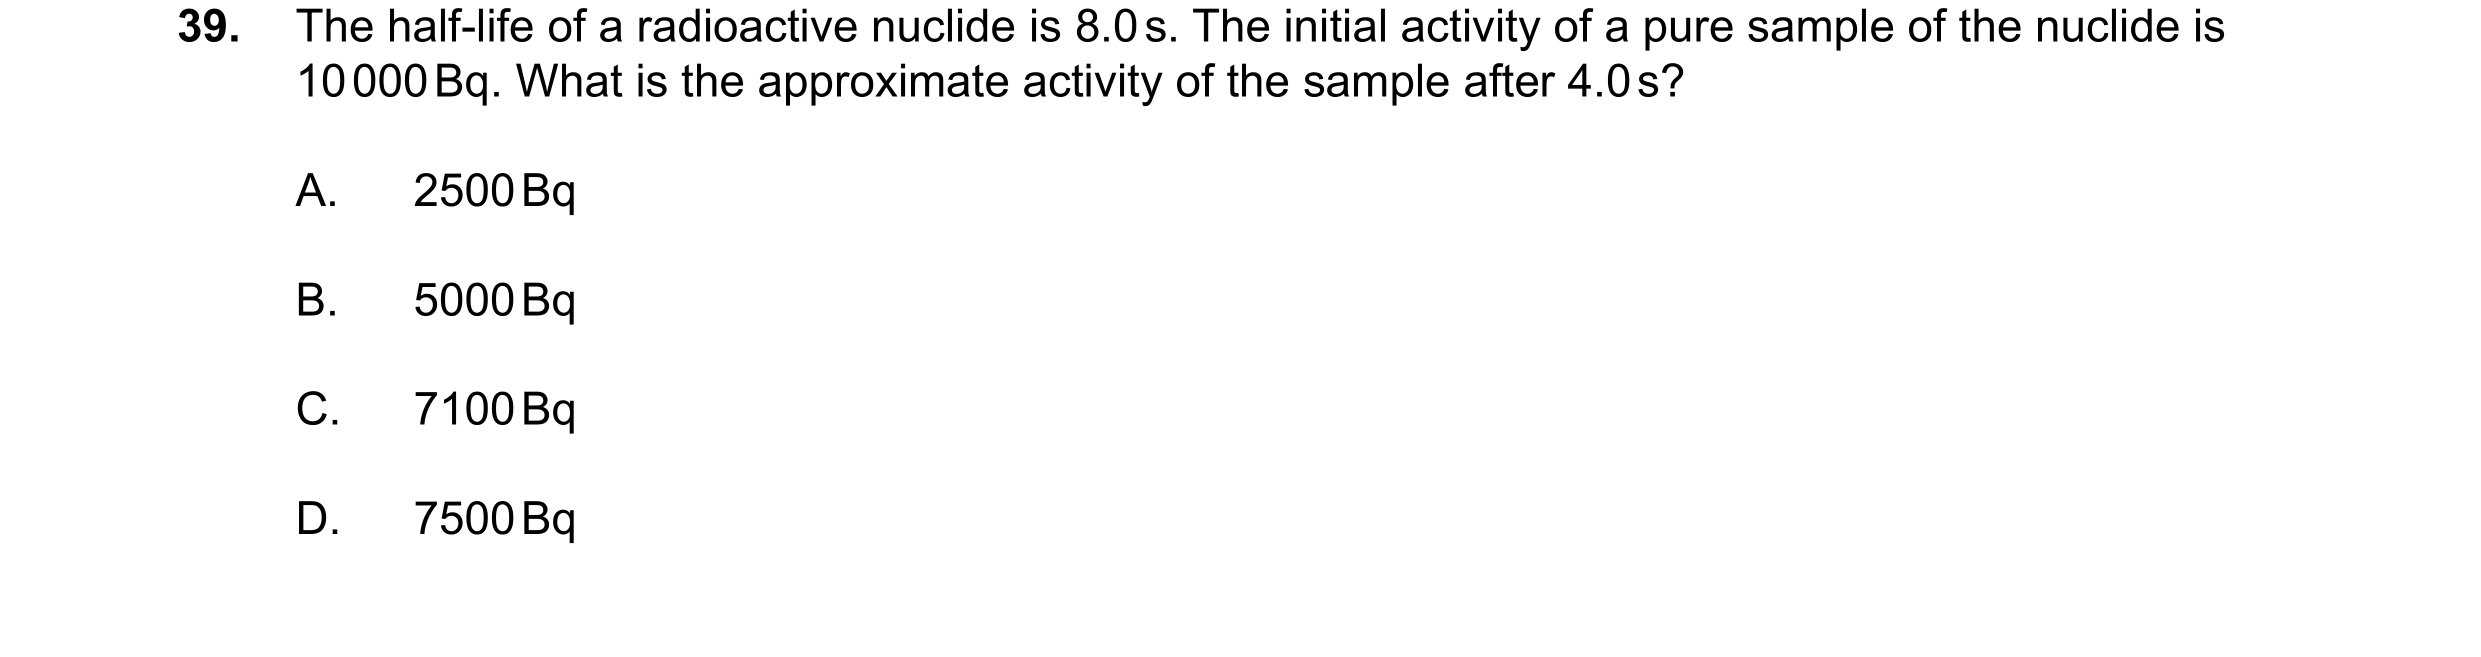 39. The half-life of a radioactive nuclide is 8.0 s. The initial activity of a pure sample of the nuclide is
10 000 Bq. What is the approximate activity of the sample after 4.0 s?
A. 2500 Bq
B. 5000 Bq
C. 7100 Bq
D. 7500 Bq